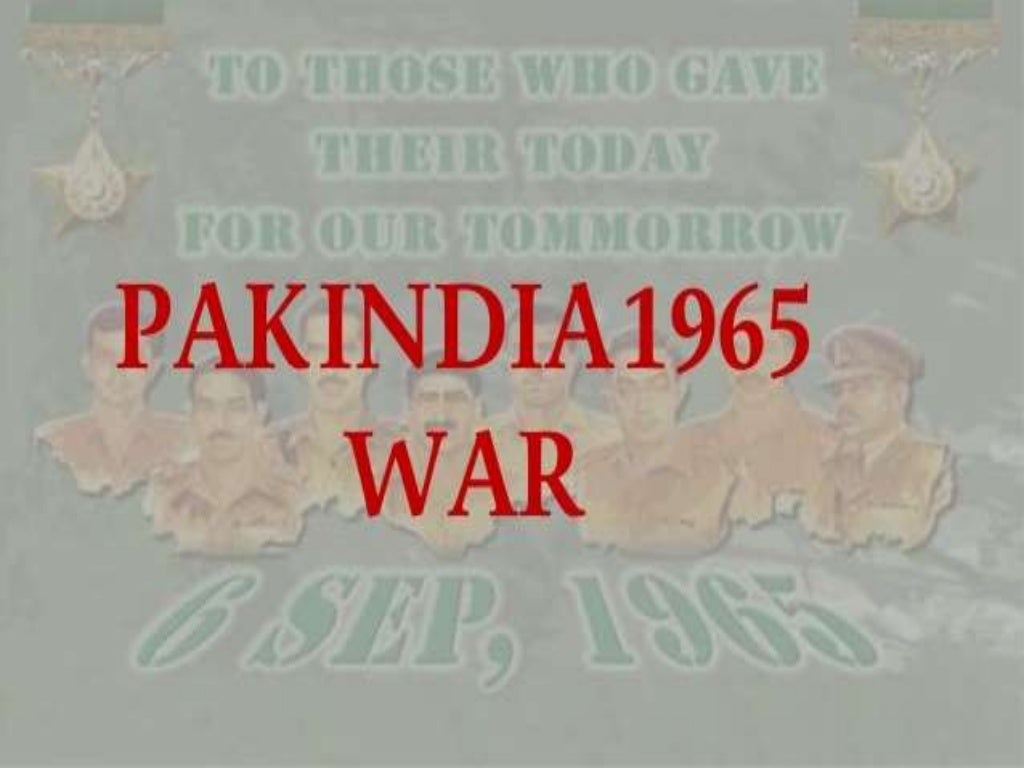 TO THOSE WHO GAVE
THEIR TODAY
FOR OUR TOMMORROW
PAKINDIA1965
WAR
6 SEP, 1965